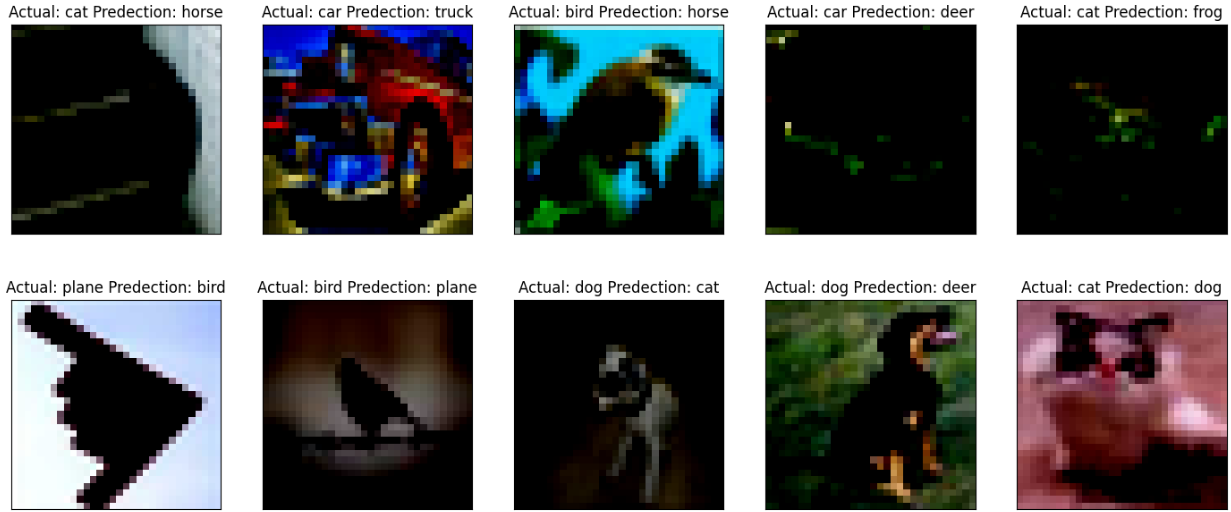 Actual: cat Predection: horse
Actual: car Predection: truck
Actual: bird Predection: horse
Actual: car Predection: deer
Actual: cat Predection: frog
Actual: plane Predection: bird
Actual: bird Predection: plane
Actual: dog Predection: cat
Actual: dog Predection: deer
Actual: cat Predection: dog